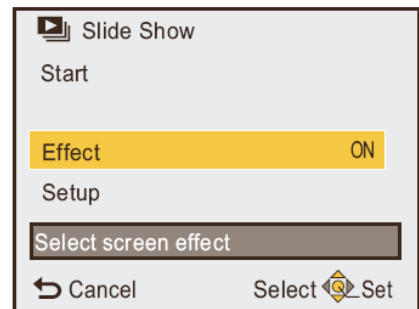 Slide Show
Start
Effect ON
Setup
Select screen effect
Cancel Select Set